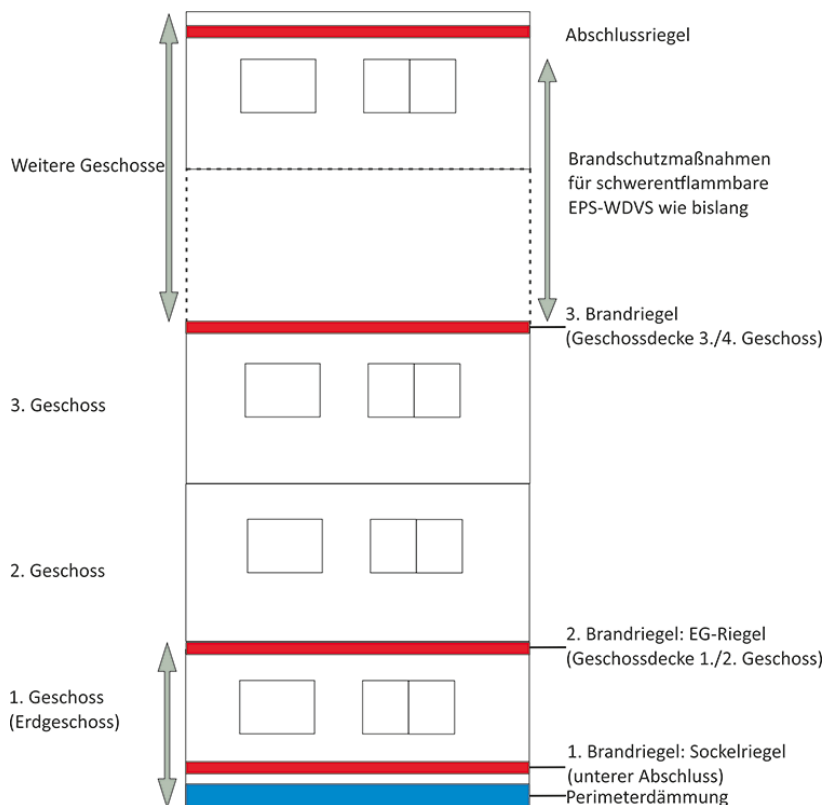 Abschlussriegel
Weitere Geschosse
Brandschutzmaßnahmen
für schwerentflammbare
EPS-WDVS wie bislang
3. Brandriegel
(Geschossdecke 3./4. Geschoss)
3. Geschoss
2. Geschoss
2. Brandriegel: EG-Riegel
(Geschossdecke 1./2. Geschoss)
1. Geschoss
(Erdgeschoss)
1. Brandriegel: Sockelriegel
(unterer Abschluss)
Perimeterdämmung